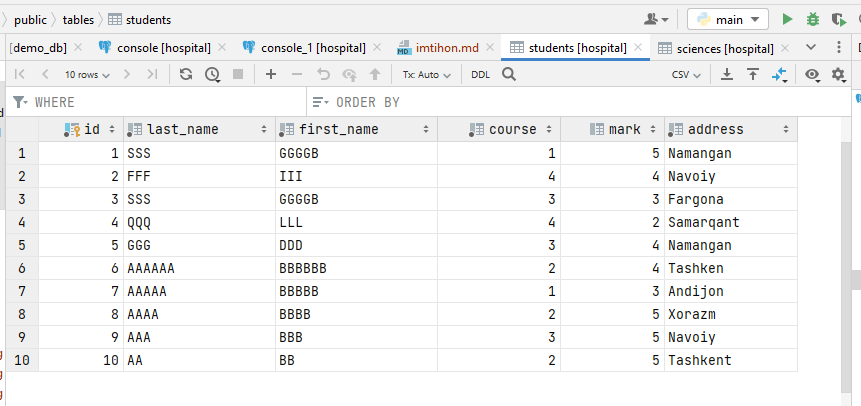 public tables students main
[demo_db] console [hospital] console_1 [hospital] imtihon.md students [hospital] sciences [hospital]
10 rows Tx: Auto DDL CSV
WHERE ORDER BY
id last_name first_name course mark address
1 1 SSS GGGGB 1 5 Namangan
2 2 FFF III 4 4 Navoiy
3 3 SSS GGGGB 3 3 Fargona
4 4 QQQ LLL 4 2 Samarqant
5 5 GGG DDD 3 4 Namangan
6 6 AAAAAA BBBBBB 2 4 Tashken
7 7 AAAAA BBBBB 1 3 Andijon
8 8 AAAA BBBB 2 5 Xorazm
9 9 AAA BBB 3 5 Navoiy
10 10 AA BB 2 5 Tashkent